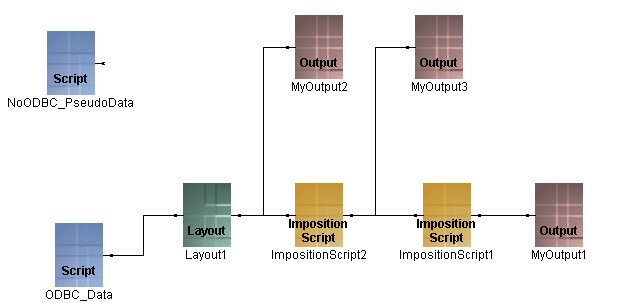 Output
MyOutput2
Output
MyOutput3
Script
NoODBC_PseudoData
Layout
Layout1
Imposition
Script
ImpositionScript2
Imposition
Script
ImpositionScript1
Output
MyOutput1
Script
ODBC_Data